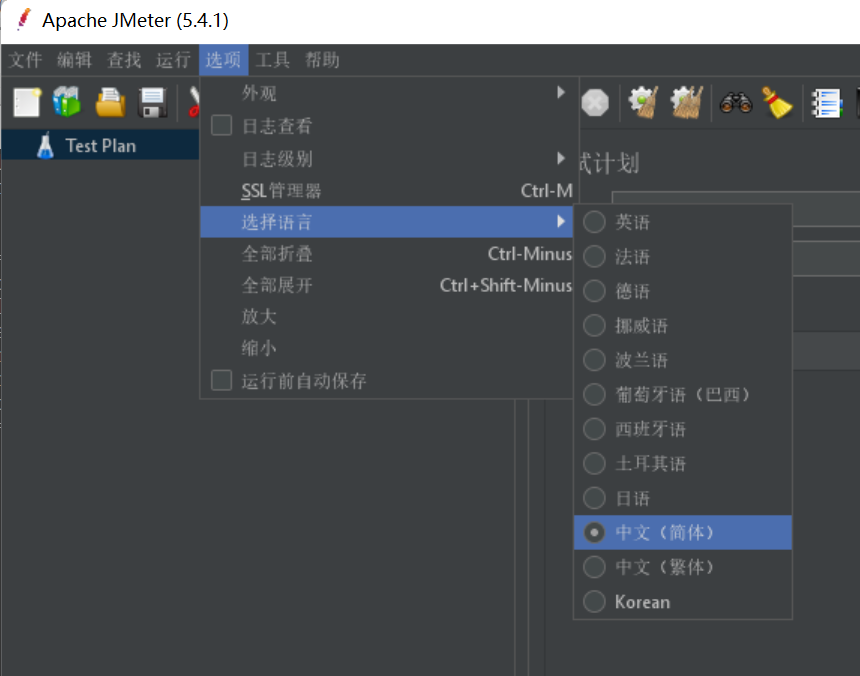 Apache JMeter (5.4.1)
文件 编辑 查找 运行 选项 工具 帮助
Test Plan
外观
日志查看
日志级别
SSL管理器 Ctrl-M
选择语言
全部折叠 Ctrl-Minus
全部展开 Ctrl+Shift-Minus
放大
缩小
运行前自动保存
试计划
英语
法语
德语
挪威语
波兰语
葡萄牙语（巴西）
西班牙语
土耳其语
日语
中文（简体）
中文（繁体）
Korean